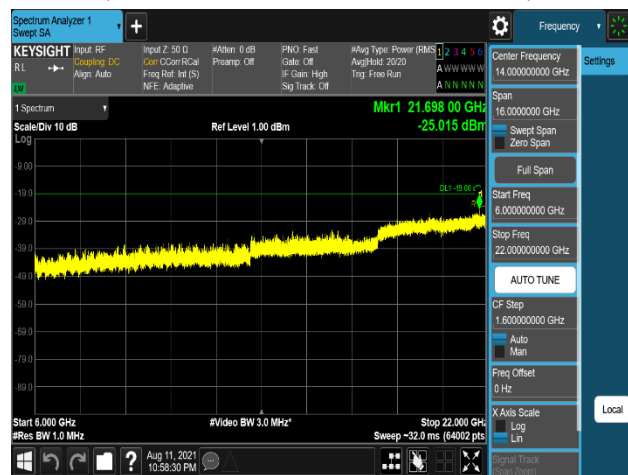 Spectrum Analyzer 1
Swept SA
Frequency
KEYSIGHT
R L
LM
Input: RF
Coupling: DC
Align: Auto
Input Z: 50 Ω
Corr CCorr RCal
Freq Ref: Int (S)
NFE: Adaptive
#Atten: 0 dB
Preamp: Off
PNO: Fast
Gate: Off
IF Gain: High
Sig Track: Off
#Avg Type: Power (RMS
Avg|Hold: 20/20
Trig: Free Run
1 2 3 4 5 6
A W W W W W
A N N N N N
1 Spectrum
Scale/Div 10 dB
Log
Ref Level 1.00 dBm
Mkr1 21.698 00 GHz
-25.015 dBm
-9.00
-19.0
-29.0
-39.0
-49.0
-59.0
-69.0
-79.0
-89.0
DL1 -19.00
Start 6.000 GHz
#Res BW 1.0 MHz
#Video BW 3.0 MHz*
Stop 22.000 GHz
Sweep ~32.0 ms (64002 pts
Aug 11, 2021
10:58:30 PM
Center Frequency
14.000000000 GHz
Span
16.0000000 GHz
Swept Span
Zero Span
Full Span
Start Freq
6.000000000 GHz
Stop Freq
22.000000000 GHz
AUTO TUNE
CF Step
1.600000000 GHz
Auto
Man
Freq Offset
0 Hz
X Axis Scale
Log
Lin
Signal Track
(Span Zoom)
Settings
Local